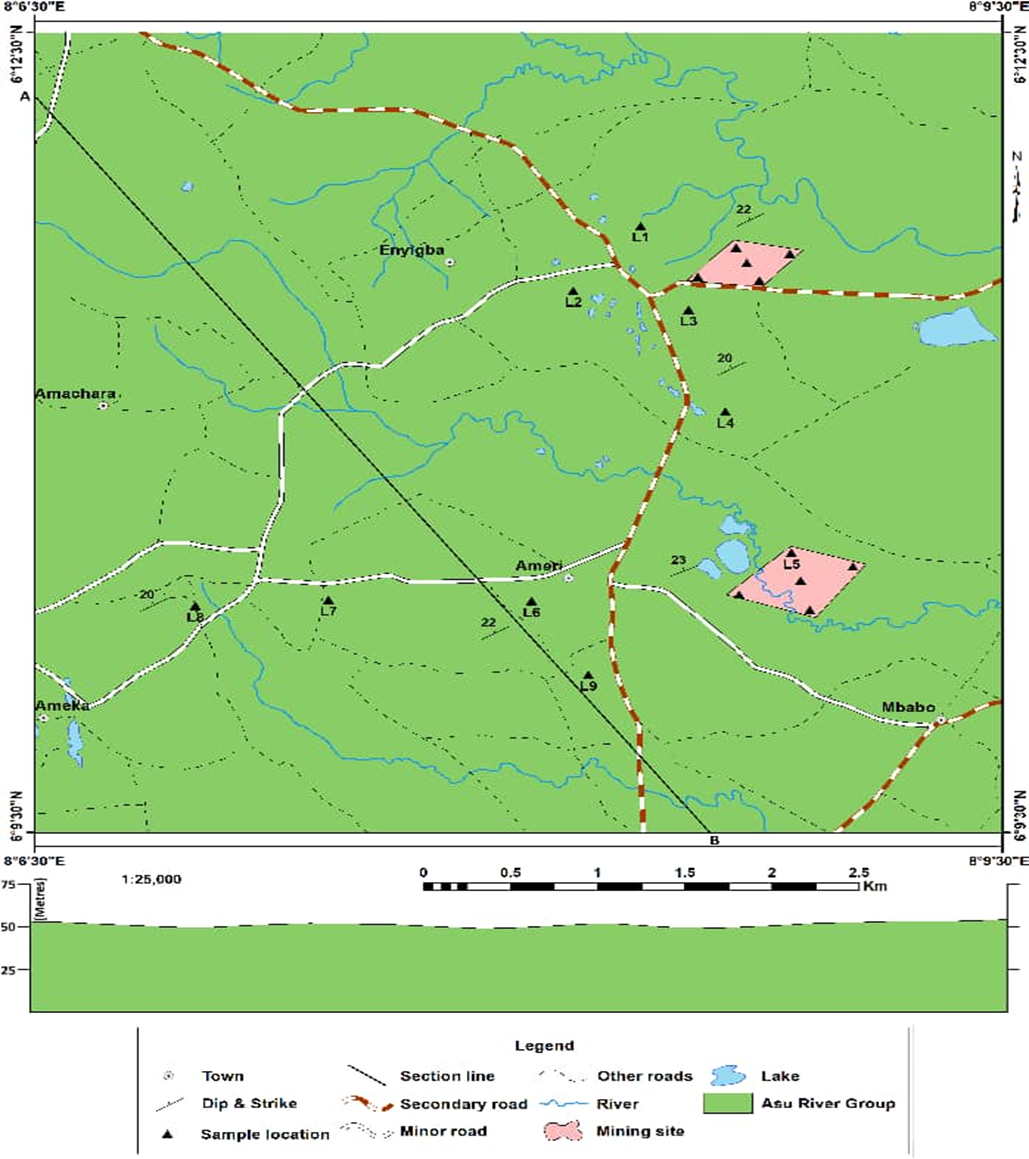 8°6'30"E
8°9'30"E
6°12'30"N
6°12'30"N
A
N
22
L1
Enyigba
L2
L3
20
Amachara
L4
Ameri
23
L5
20
L8
L7
L6
22
L9
Ameka
Mbabo
6°9'30"N
6°9'30"N
B
8°6'30"E
8°9'30"E
75
(Metres)
1:25,000
0 0.5 1 1.5 2 2.5
Km
50
25
Legend
Town Section line Other roads Lake
Dip & Strike Secondary road River Asu River Group
Sample location Minor road Mining site